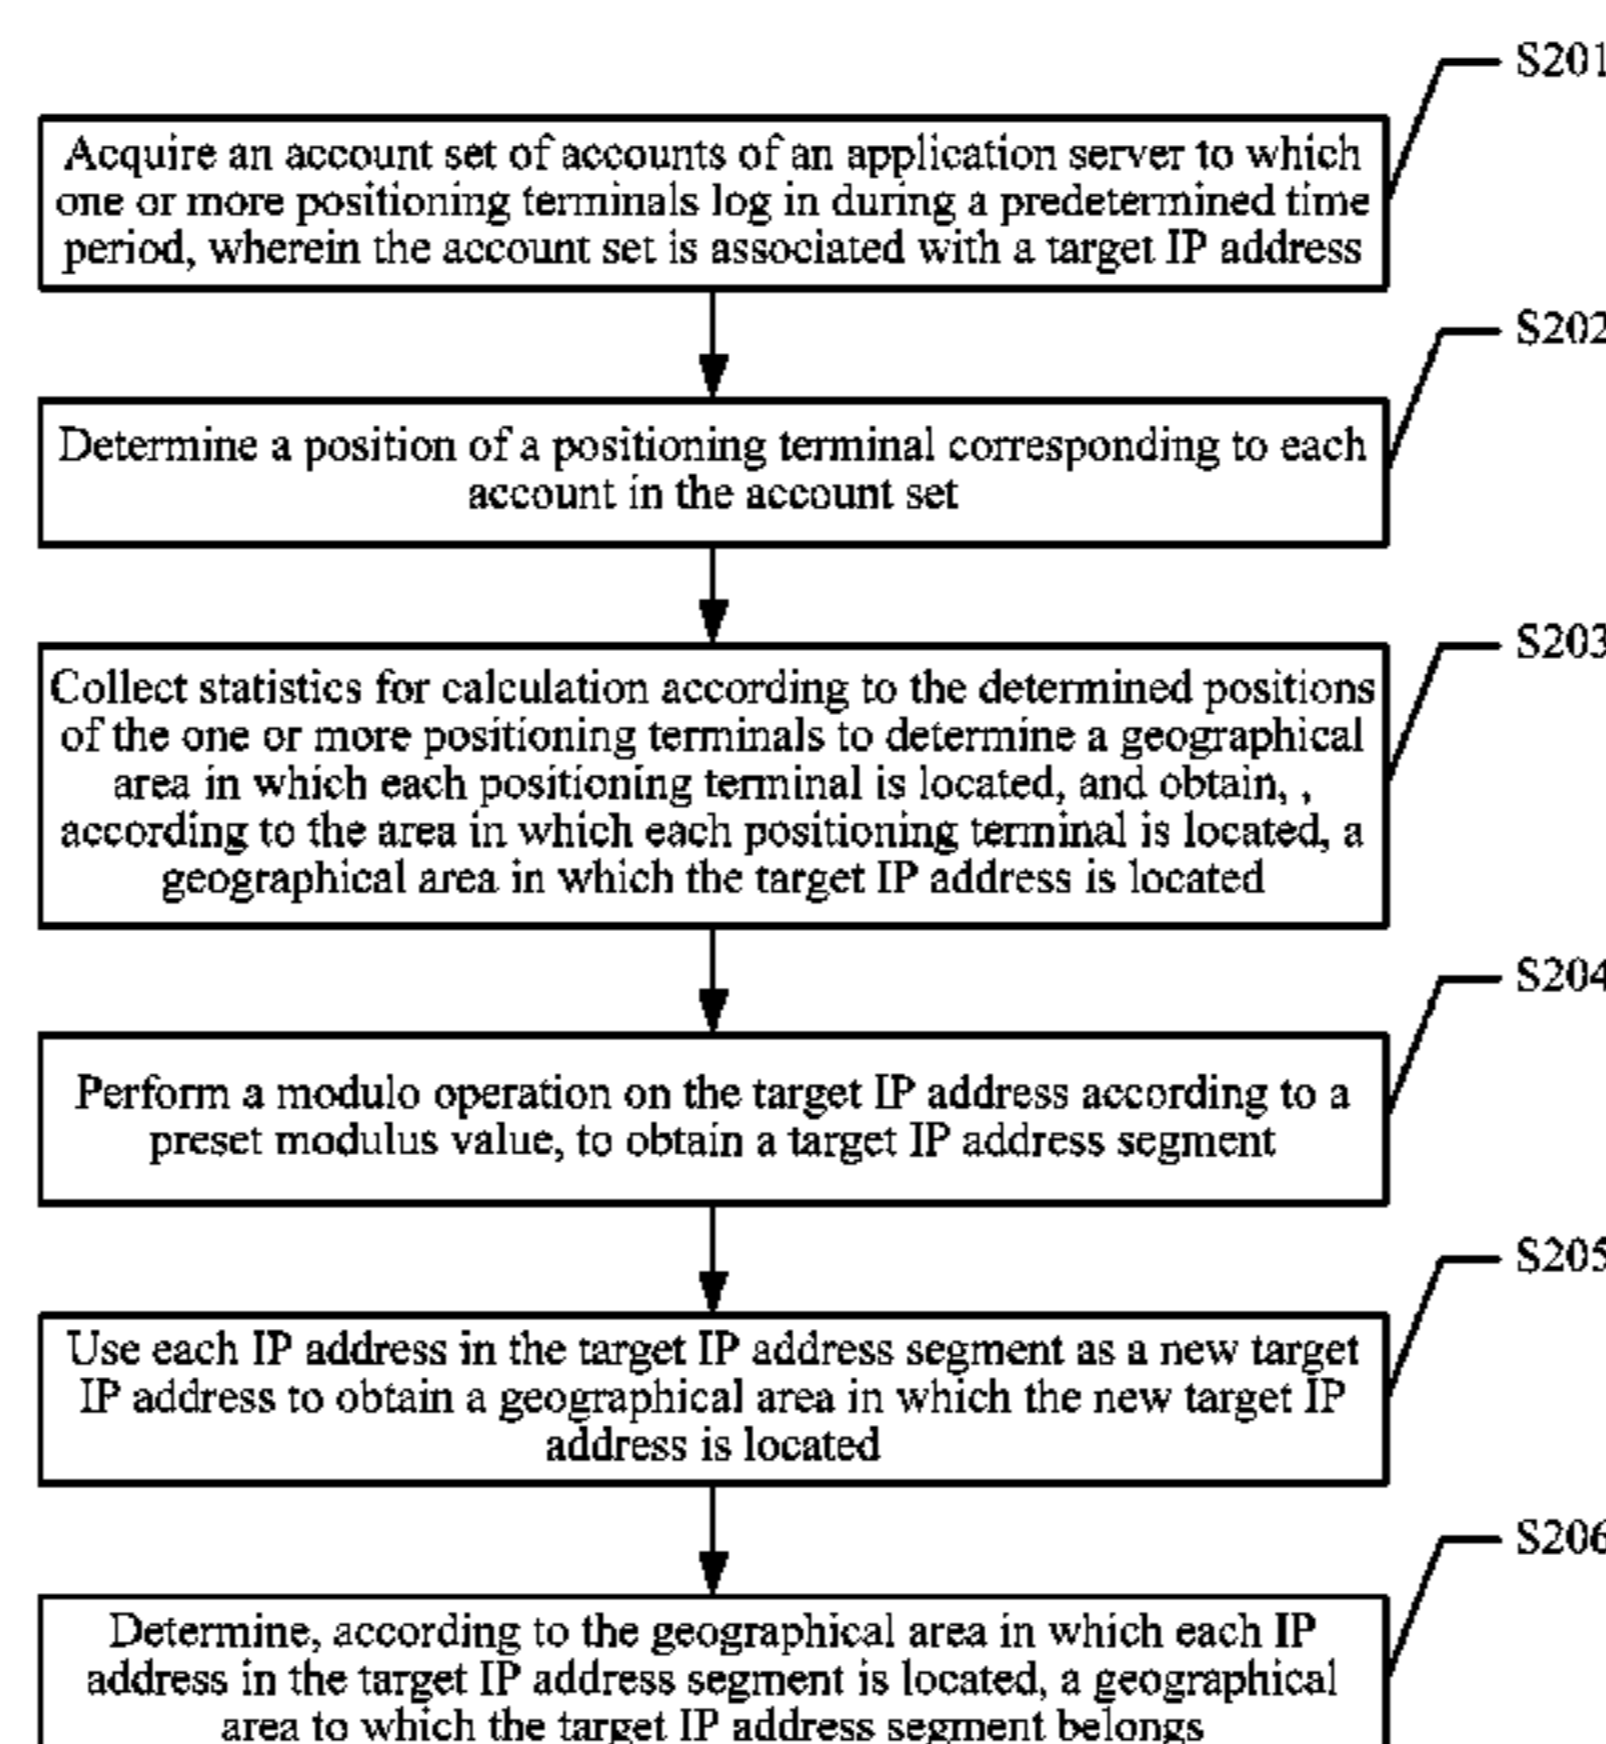 S201
Acquire an account set of accounts of an application server to which
one or more positioning terminals log in during a predetermined time
period, wherein the account set is associated with a target IP address
S202
Determine a position of a positioning terminal corresponding to each
account in the account set
S203
Collect statistics for calculation according to the determined positions
of the one or more positioning terminals to determine a geographical
area in which each positioning terminal is located, and obtain, ,
according to the area in which each positioning terminal is located, a
geographical area in which the target IP address is located
S204
Perform a modulo operation on the target IP address according to a
preset modulus value, to obtain a target IP address segment
S205
Use each IP address in the target IP address segment as a new target
IP address to obtain a geographical area in which the new target IP
address is located
S206
Determine, according to the geographical area in which each IP
address in the target IP address segment is located, a geographical
area to which the target IP address segment belongs